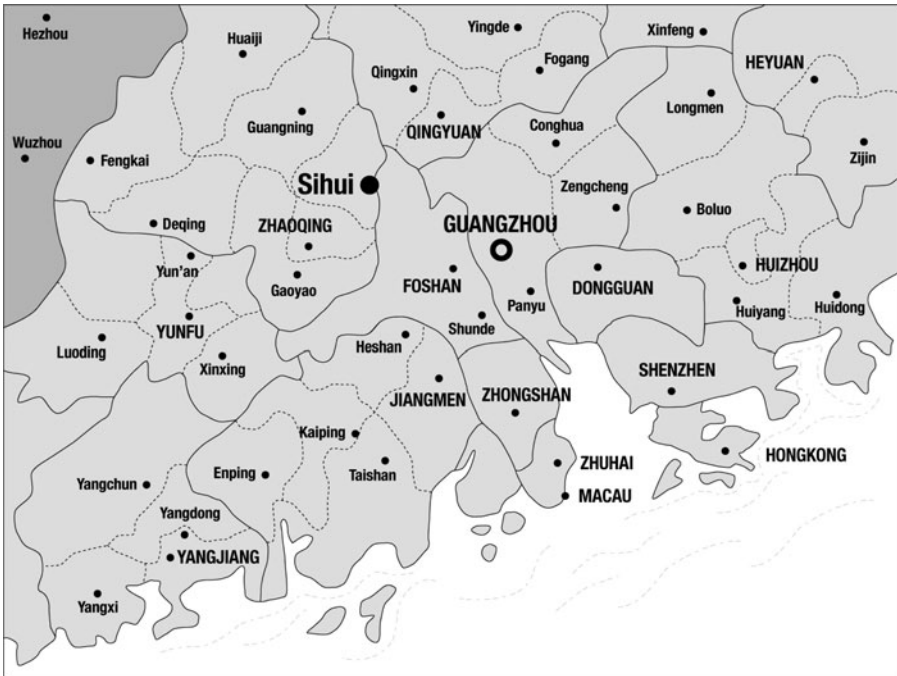 Hezhou
Huaiji
Yingde
Xinfeng
Fogang
HEYUAN
Qingxin
Longmen
Guangning
QINGYUAN
Conghua
Wuzhou
Fengkai
Zijin
Sihui
Zengcheng
Boluo
Deqing
ZHAOQING
GUANGZHOU
Yun'an
HUIZHOU
Gaoyao
FOSHAN
DONGGUAN
Panyu
Huiyang
Huidong
YUNFU
Shunde
Luoding
Heshan
Xinxing
SHENZHEN
JIANGMEN
ZHONGSHAN
Kaiping
HONGKONG
Enping
Taishan
ZHUHAI
Yangchun
MACAU
Yangdong
YANGJIANG
Yangxi